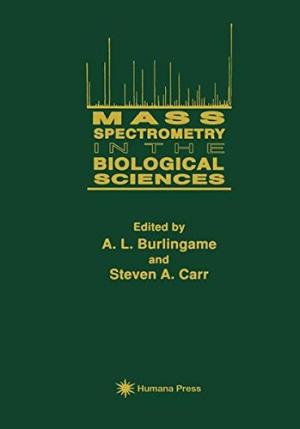 MASS
SPECTROMETRY
IN THE
BIOLOGICAL
SCIENCES
Edited by
A. L. Burlingame
and
Steven A. Carr
Humana Press